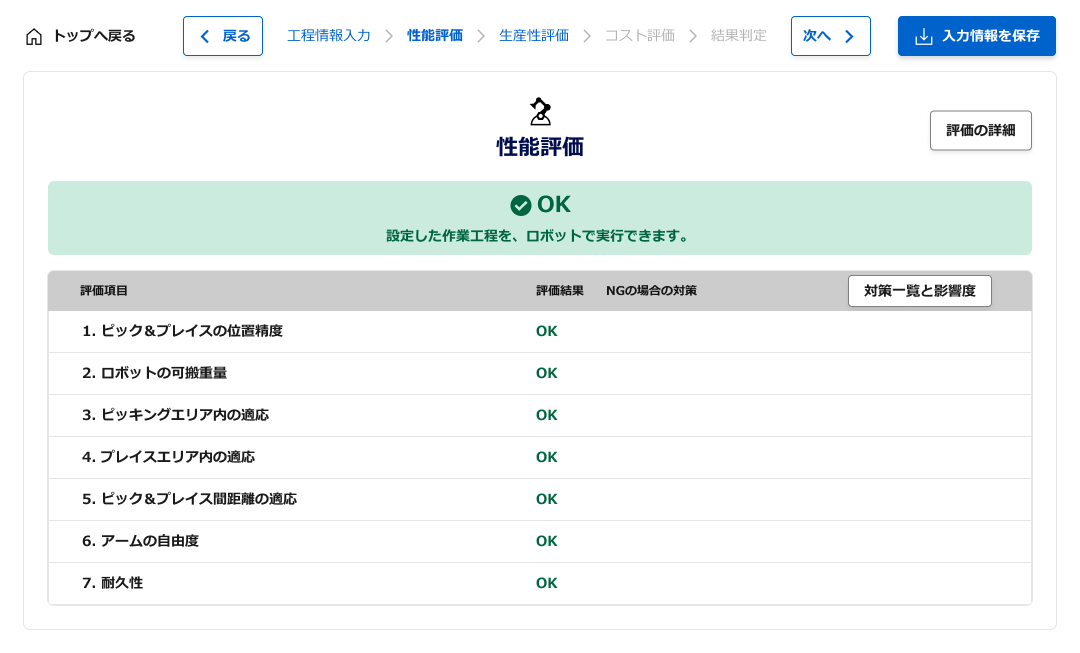 トップへ戻る 戻る 工程情報入力 性能評価 生産性評価 コスト評価 結果判定 次へ 入力情報を保存
性能評価
評価の詳細
OK
設定した作業工程を、ロボットで実行できます。
評価項目 評価結果 NGの場合の対策 対策一覧と影響度
1. ピック&プレイスの位置精度 OK
2. ロボットの可搬重量 OK
3. ピッキングエリア内の適応 OK
4. プレイスエリア内の適応 OK
5. ピック&プレイス間距離の適応 OK
6. アームの自由度 OK
7. 耐久性 OK